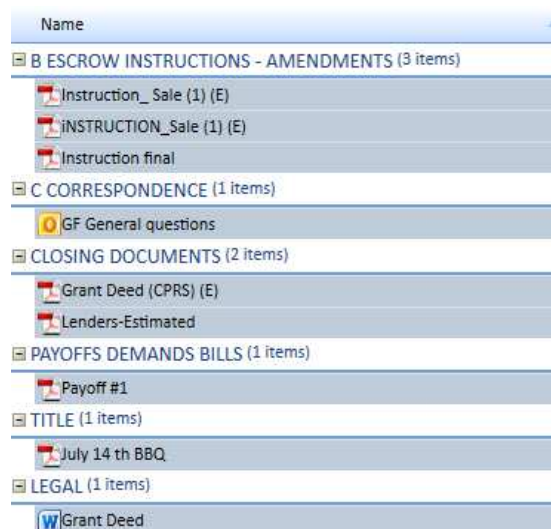 Name
B ESCROW INSTRUCTIONS - AMENDMENTS (3 items)
Instruction_ Sale (1) (E)
iNSTRUCTION_Sale (1) (E)
Instruction final
C CORRESPONDENCE (1 items)
GF General questions
CLOSING DOCUMENTS (2 items)
Grant Deed (CPRS) (E)
Lenders-Estimated
PAYOFFS DEMANDS BILLS (1 items)
Payoff #1
TITLE (1 items)
July 14 th BBQ
LEGAL (1 items)
Grant Deed